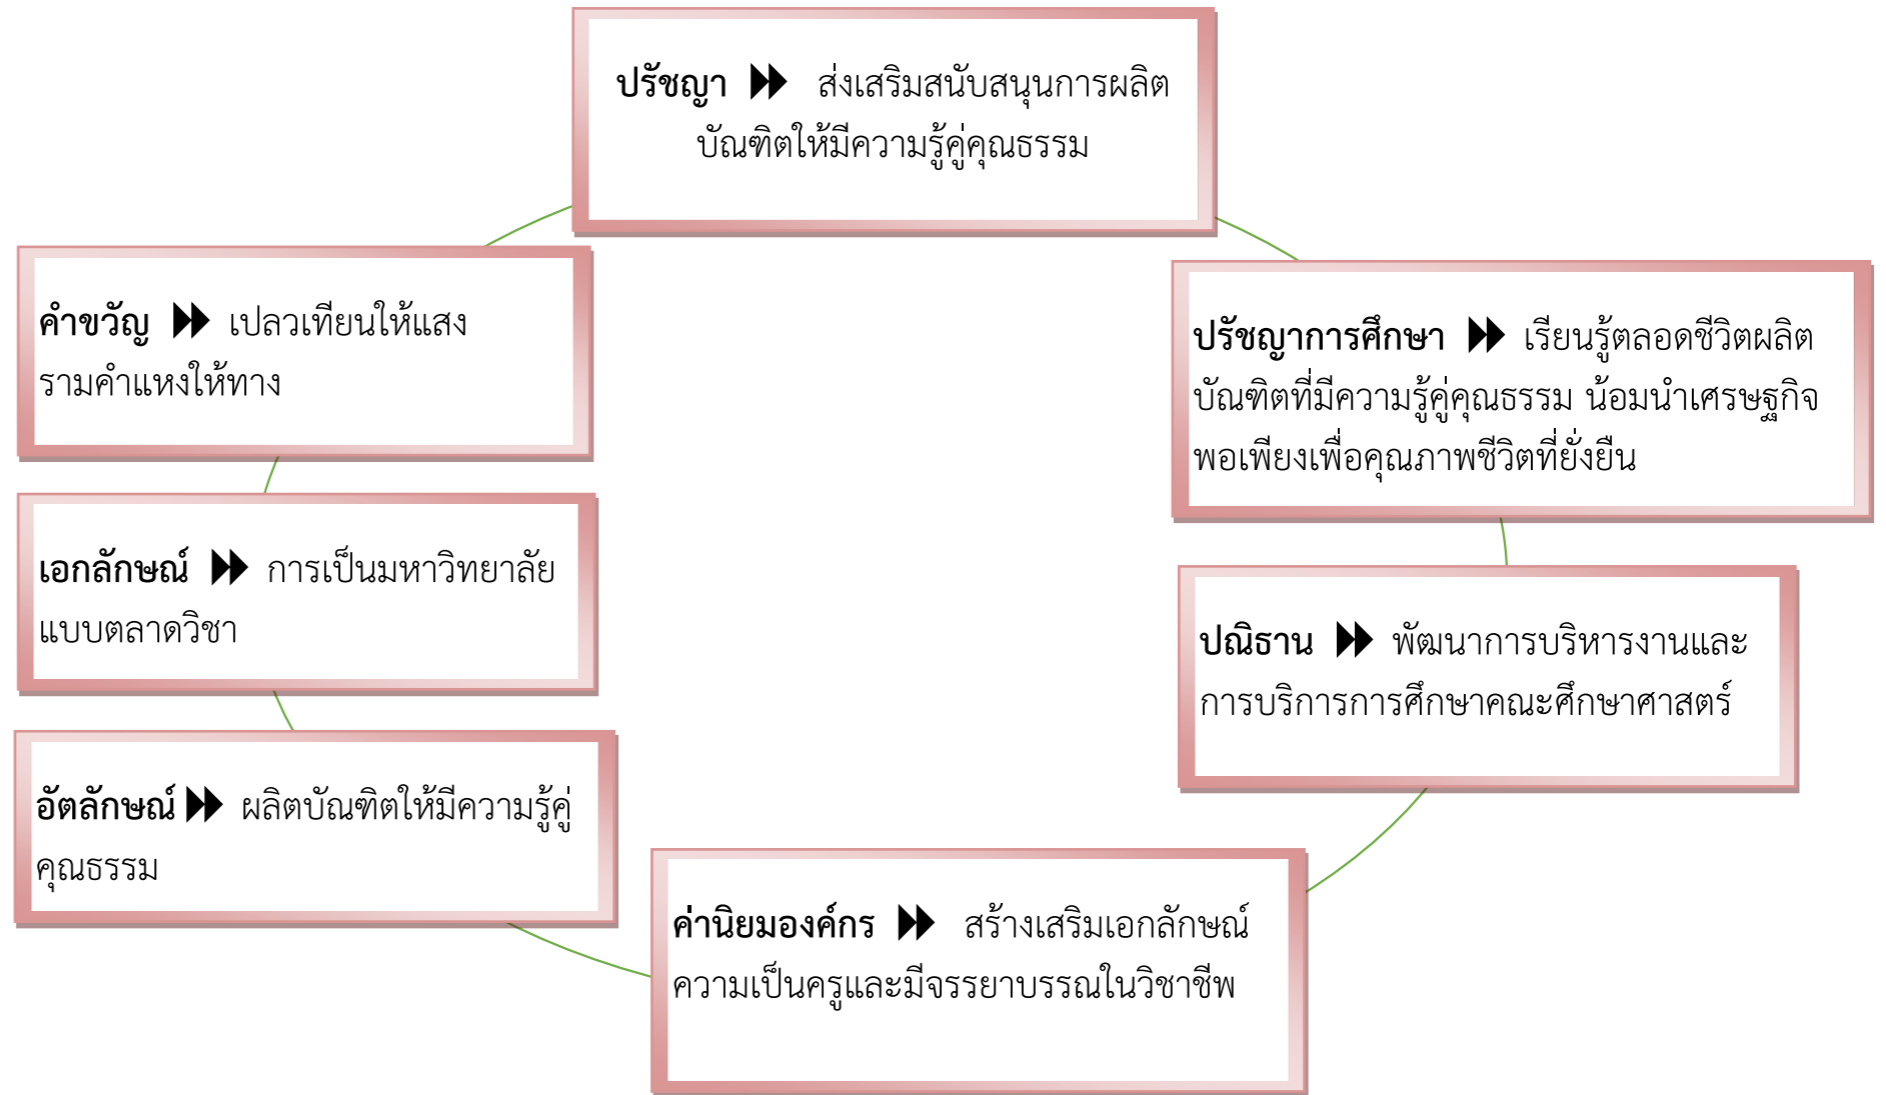 ปรัชญา ส่งเสริมสนับสนุนการผลิต
บัณฑิตให้มีความรู้คู่คุณธรรม
ปรัชญาการศึกษา เรียนรู้ตลอดชีวิตผลิต
บัณฑิตที่มีความรู้คู่คุณธรรม น้อมนำเศรษฐกิจ
พอเพียงเพื่อคุณภาพชีวิตที่ยั่งยืน
ปณิธาน พัฒนาการบริหารงานและ
การบริการการศึกษาคณะศึกษาศาสตร์
ค่านิยมองค์กร สร้างเสริมเอกลักษณ์
ความเป็นครูและมีจรรยาบรรณในวิชาชีพ
อัตลักษณ์ ผลิตบัณฑิตให้มีความรู้คู่
คุณธรรม
เอกลักษณ์ การเป็นมหาวิทยาลัย
แบบตลาดวิชา
คำขวัญ เปลวเทียนให้แสง
รามคำแหงให้ทาง